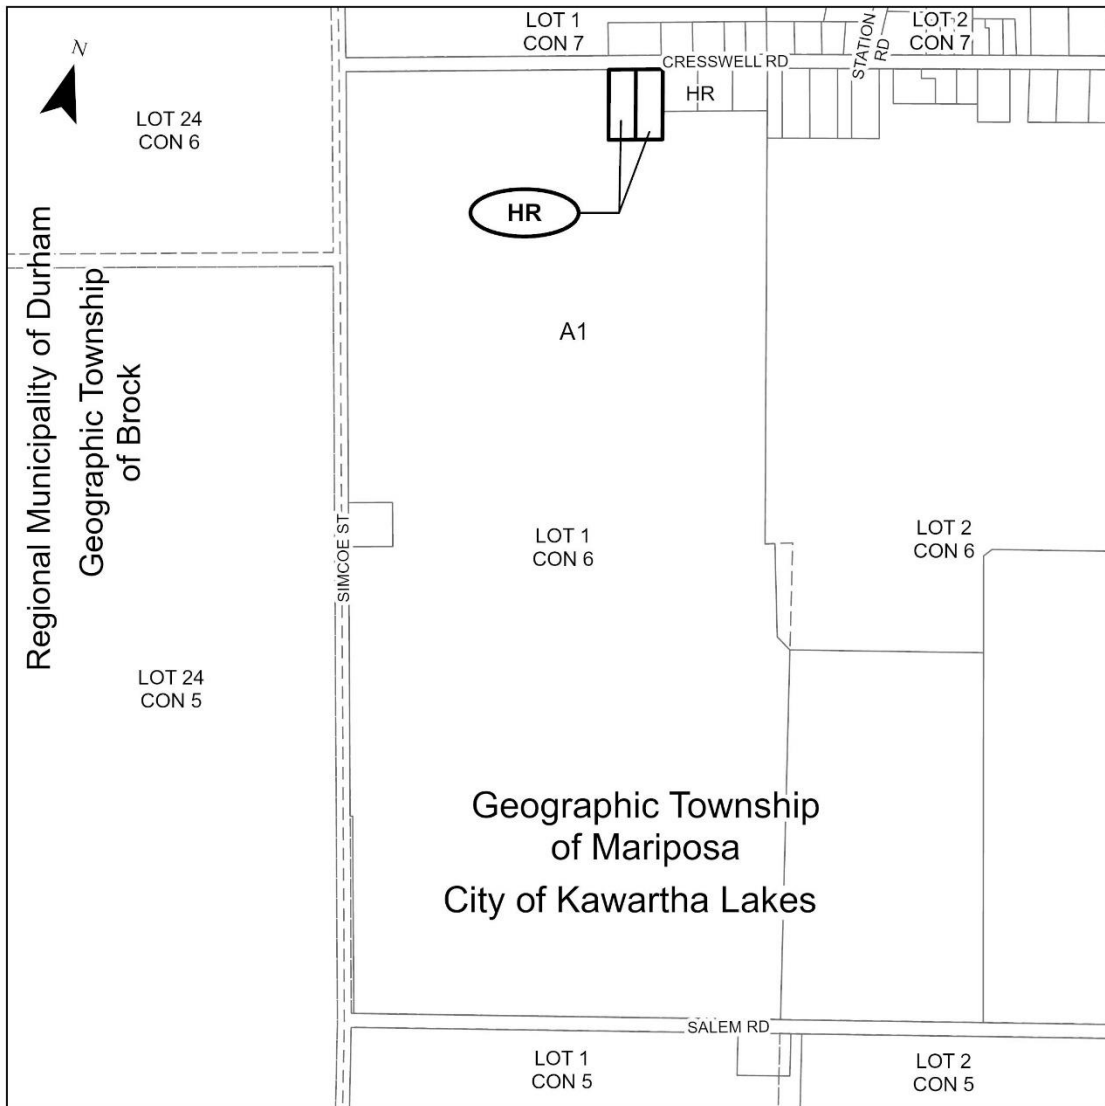 LOT 1
CON 7
LOT 2
CON 7
STATION
RD
N
CRESSWELL RD
HR
LOT 24
CON 6
HR
Regional Municipality of Durham
Geographic Township
of Brock
A1
SIMCOE ST
LOT 1
CON 6
LOT 2
CON 6
LOT 24
CON 5
Geographic Township
of Mariposa
City of Kawartha Lakes
SALEM RD
LOT 1
CON 5
LOT 2
CON 5